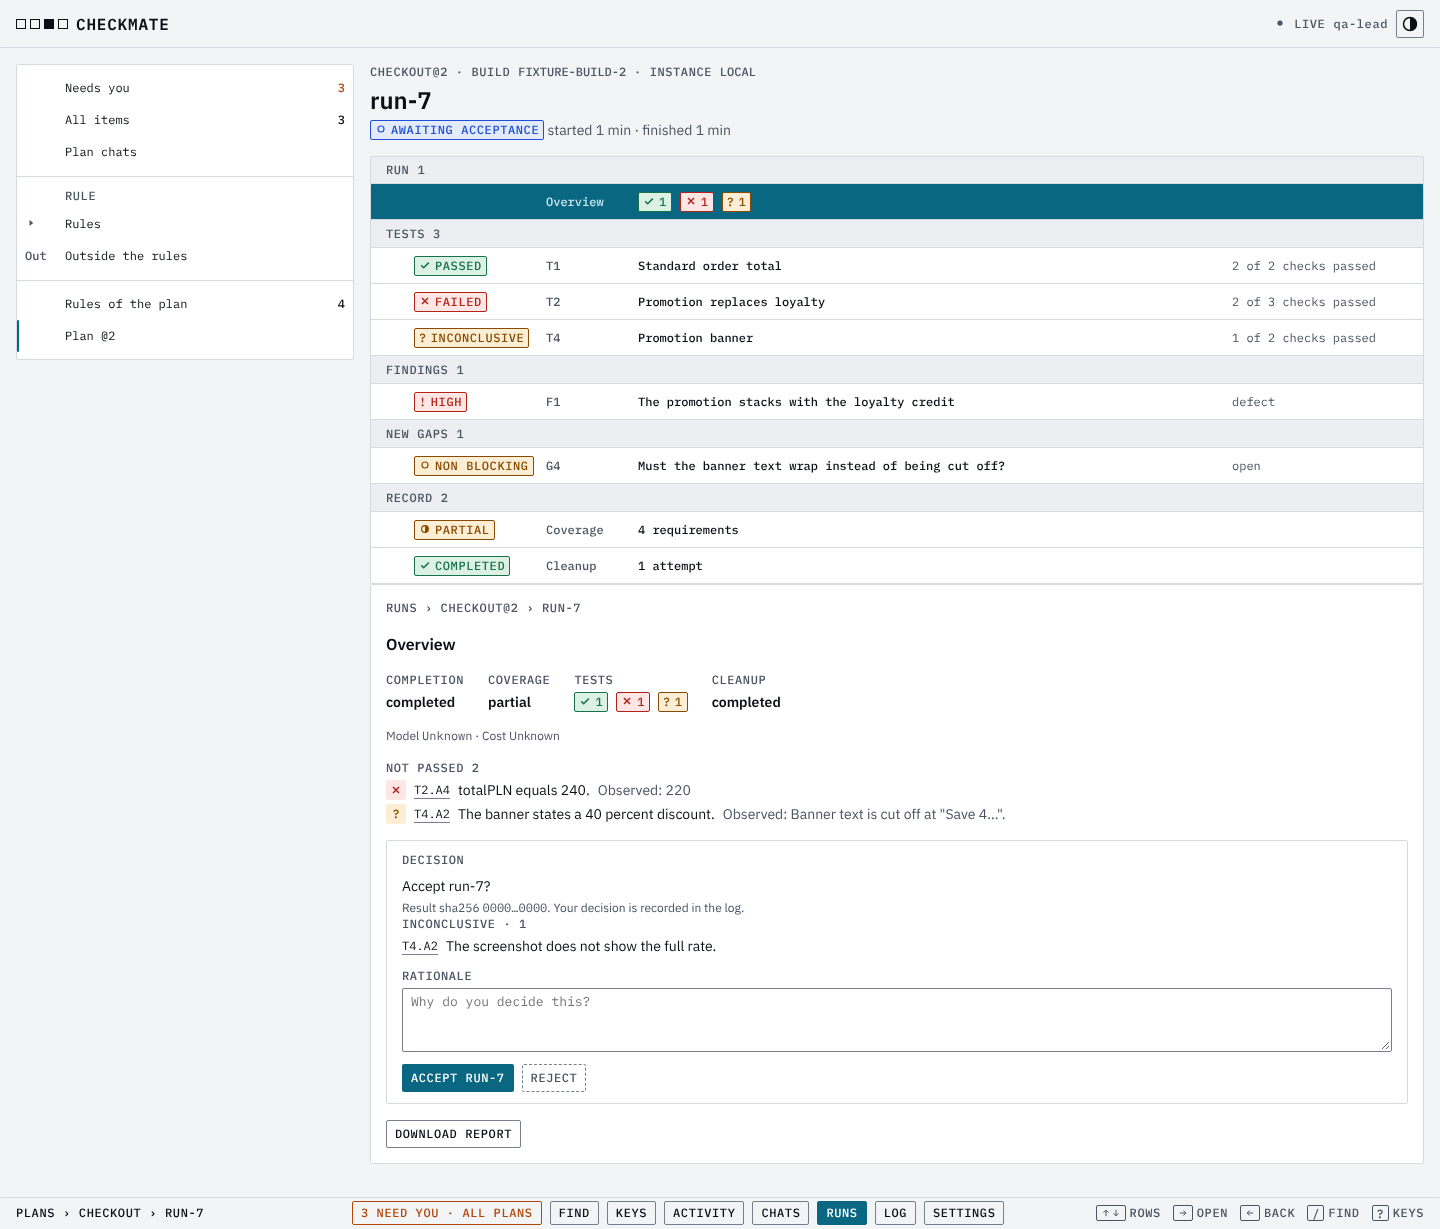 CHECKMATE
LIVE qa-lead
Needs you 3
All items 3
Plan chats
RULE
Rules
Out Outside the rules
Rules of the plan 4
Plan @2
CHECKOUT@2 · BUILD FIXTURE-BUILD-2 · INSTANCE LOCAL
run-7
AWAITING ACCEPTANCE started 1 min · finished 1 min
RUN 1
Overview ✓ 1 ✕ 1 ? 1
TESTS 3
✓ PASSED T1 Standard order total 2 of 2 checks passed
✕ FAILED T2 Promotion replaces loyalty 2 of 3 checks passed
? INCONCLUSIVE T4 Promotion banner 1 of 2 checks passed
FINDINGS 1
! HIGH F1 The promotion stacks with the loyalty credit defect
NEW GAPS 1
NON BLOCKING G4 Must the banner text wrap instead of being cut off? open
RECORD 2
PARTIAL Coverage 4 requirements
✓ COMPLETED Cleanup 1 attempt
RUNS › CHECKOUT@2 › RUN-7
Overview
COMPLETION COVERAGE TESTS CLEANUP
completed partial ✓ 1 ✕ 1 ? 1 completed
Model Unknown · Cost Unknown
NOT PASSED 2
✕ T2.A4 totalPLN equals 240. Observed: 220
? T4.A2 The banner states a 40 percent discount. Observed: Banner text is cut off at "Save 4…".
DECISION
Accept run-7?
Result sha256 0000…0000. Your decision is recorded in the log.
INCONCLUSIVE · 1
T4.A2 The screenshot does not show the full rate.
RATIONALE
Why do you decide this?
ACCEPT RUN-7 REJECT
DOWNLOAD REPORT
PLANS › CHECKOUT › RUN-7
3 NEED YOU · ALL PLANS FIND KEYS ACTIVITY CHATS RUNS LOG SETTINGS
↑↓ ROWS → OPEN ← BACK / FIND ? KEYS